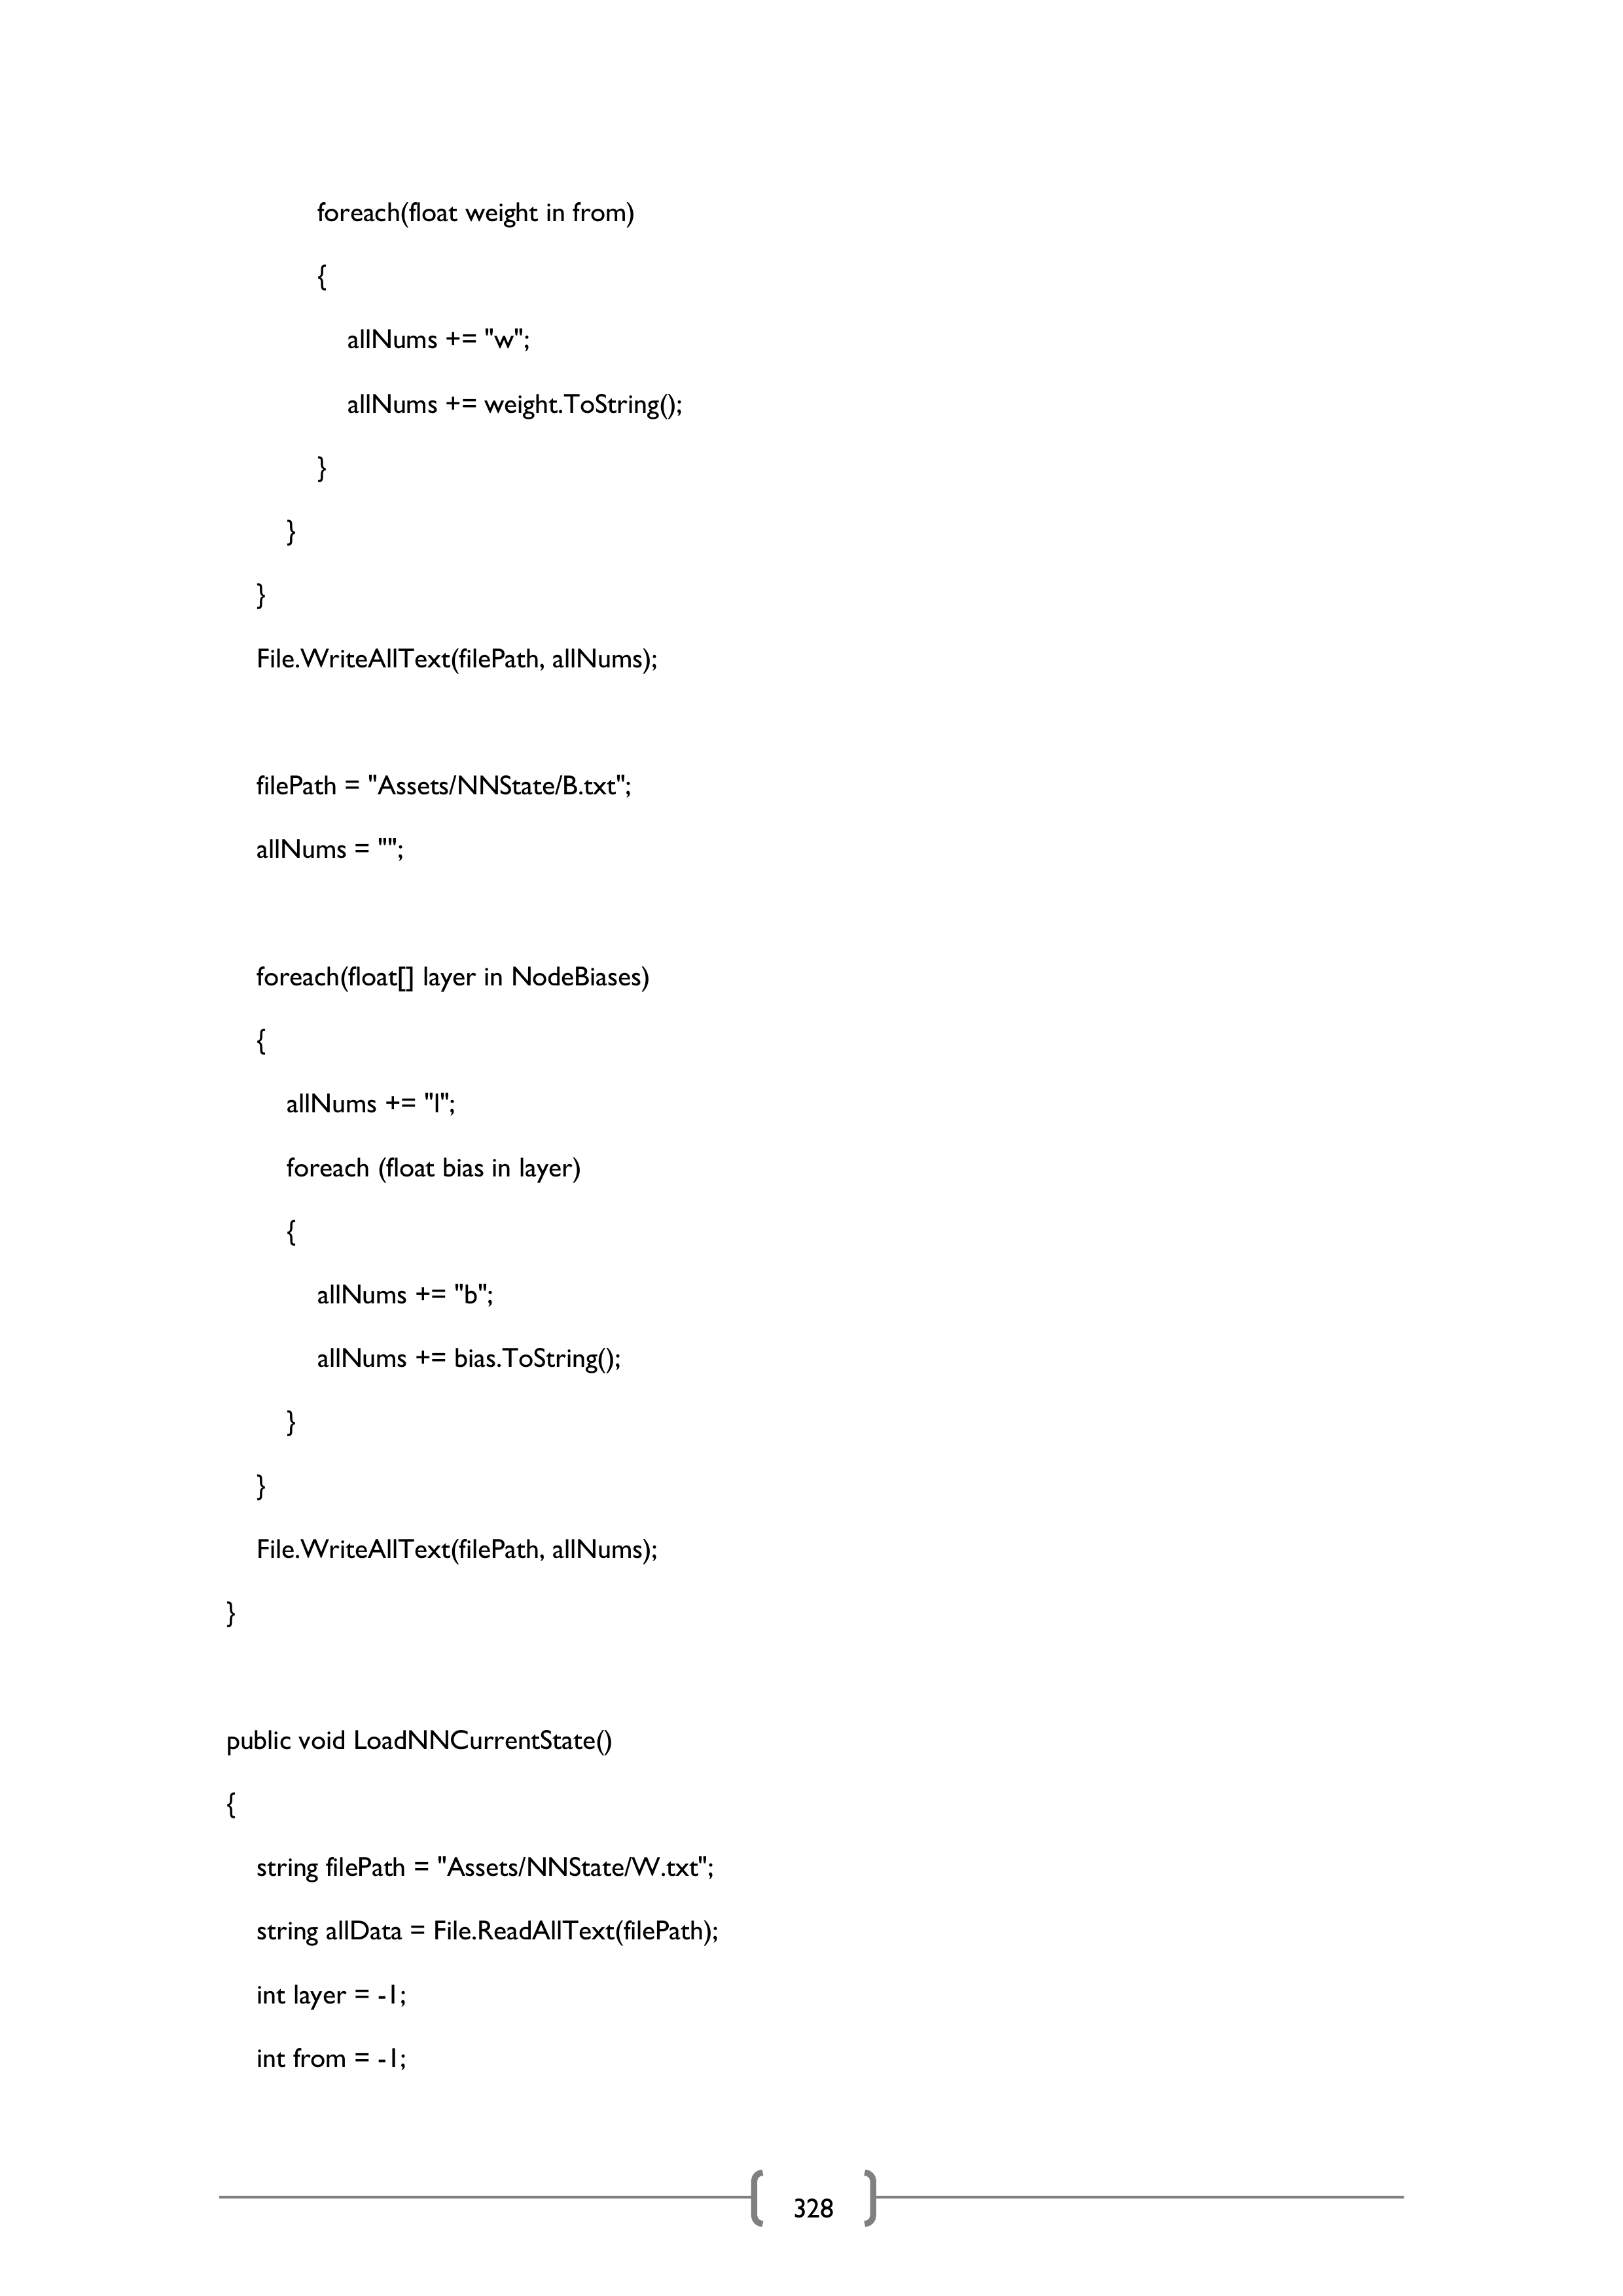 foreach(float weight in from)
{
allNums += "w";
allNums += weight.ToString();
}
}
}
File.WriteAllText(filePath, allNums);
filePath = "Assets/NNState/B.txt";
allNums = "";
foreach(float[] layer in NodeBiases)
{
allNums += "l";
foreach (float bias in layer)
{
allNums += "b";
allNums += bias.ToString();
}
}
File.WriteAllText(filePath, allNums);
}
public void LoadNNCurrentState()
{
string filePath = "Assets/NNState/W.txt";
string allData = File.ReadAllText(filePath);
int layer = -1;
int from = -1;
328